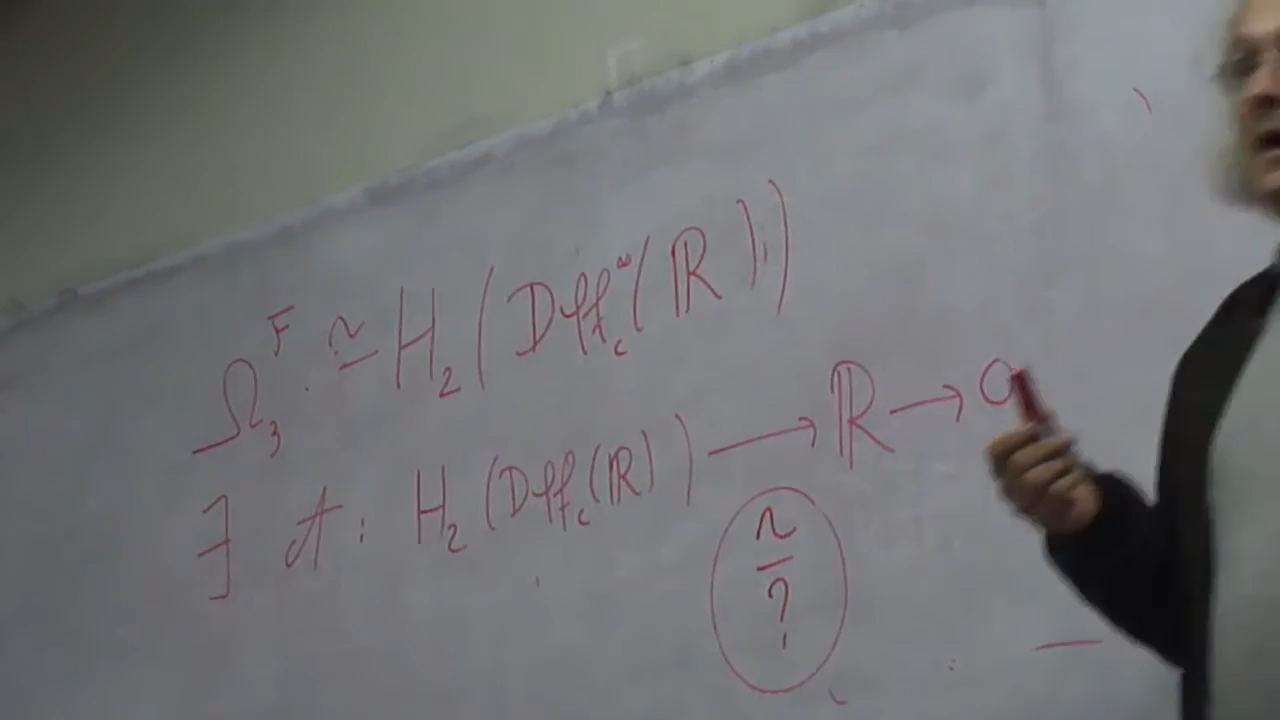 Ω₃^F ≃ H₂(Diff_c^∞(ℝ))
∃ A : H₂(Diff_c(ℝ)) → ℝ → 0
≃
?